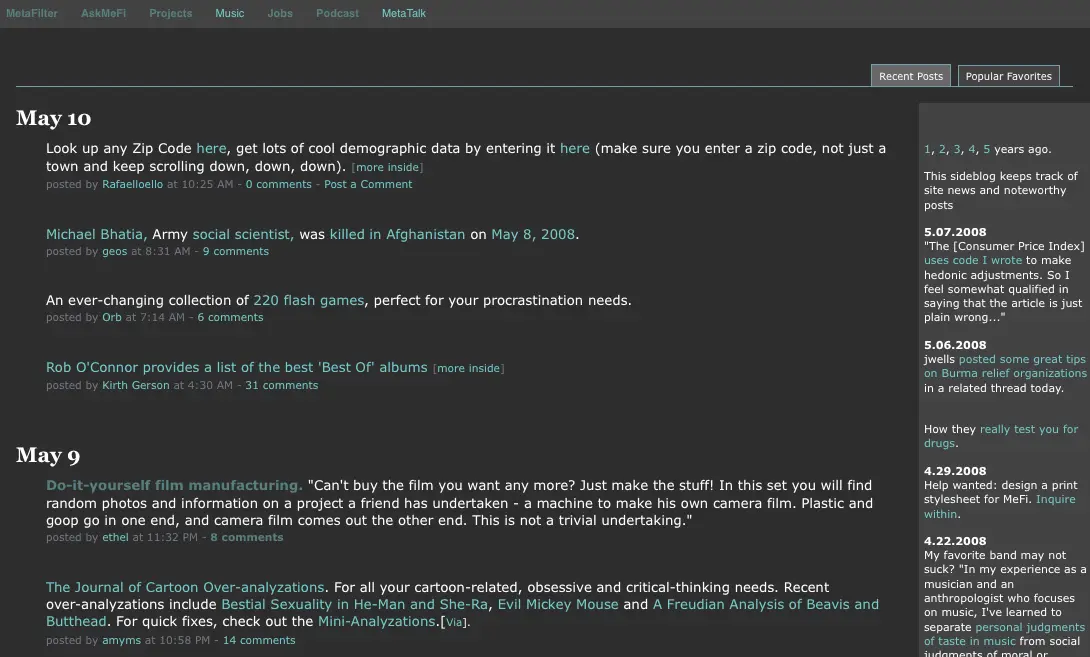 MetaFilter AskMeFi Projects Music Jobs Podcast MetaTalk
Recent Posts Popular Favorites
May 10
Look up any Zip Code here, get lots of cool demographic data by entering it here (make sure you enter a zip code, not just a
town and keep scrolling down, down, down). [more inside]
posted by Rafaelloello at 10:25 AM - 0 comments - Post a Comment
Michael Bhatia, Army social scientist, was killed in Afghanistan on May 8, 2008.
posted by geos at 8:31 AM - 9 comments
An ever-changing collection of 220 flash games, perfect for your procrastination needs.
posted by Orb at 7:14 AM - 6 comments
Rob O'Connor provides a list of the best 'Best Of' albums [more inside]
posted by Kirth Gerson at 4:30 AM - 31 comments
May 9
Do-it-yourself film manufacturing. "Can't buy the film you want any more? Just make the stuff! In this set you will find
random photos and information on a project a friend has undertaken - a machine to make his own camera film. Plastic and
goop go in one end, and camera film comes out the other end. This is not a trivial undertaking."
posted by ethel at 11:32 PM - 8 comments
The Journal of Cartoon Over-analyzations. For all your cartoon-related, obsessive and critical-thinking needs. Recent
over-analyzations include Bestial Sexuality in He-Man and She-Ra, Evil Mickey Mouse and A Freudian Analysis of Beavis and
Butthead. For quick fixes, check out the Mini-Analyzations.[Via].
posted by amyms at 10:58 PM - 14 comments
1, 2, 3, 4, 5 years ago.
This sideblog keeps track of
site news and noteworthy
posts
5.07.2008
"The [Consumer Price Index]
uses code I wrote to make
hedonic adjustments. So I
feel somewhat qualified in
saying that the article is just
plain wrong..."
5.06.2008
jwells posted some great tips
on Burma relief organizations
in a related thread today.
How they really test you for
drugs.
4.29.2008
Help wanted: design a print
stylesheet for MeFi. Inquire
within.
4.22.2008
My favorite band may not
suck? "In my experience as a
musician and an
anthropologist who focuses
on music, I've learned to
separate personal judgments
of taste in music from social
judgments of moral or